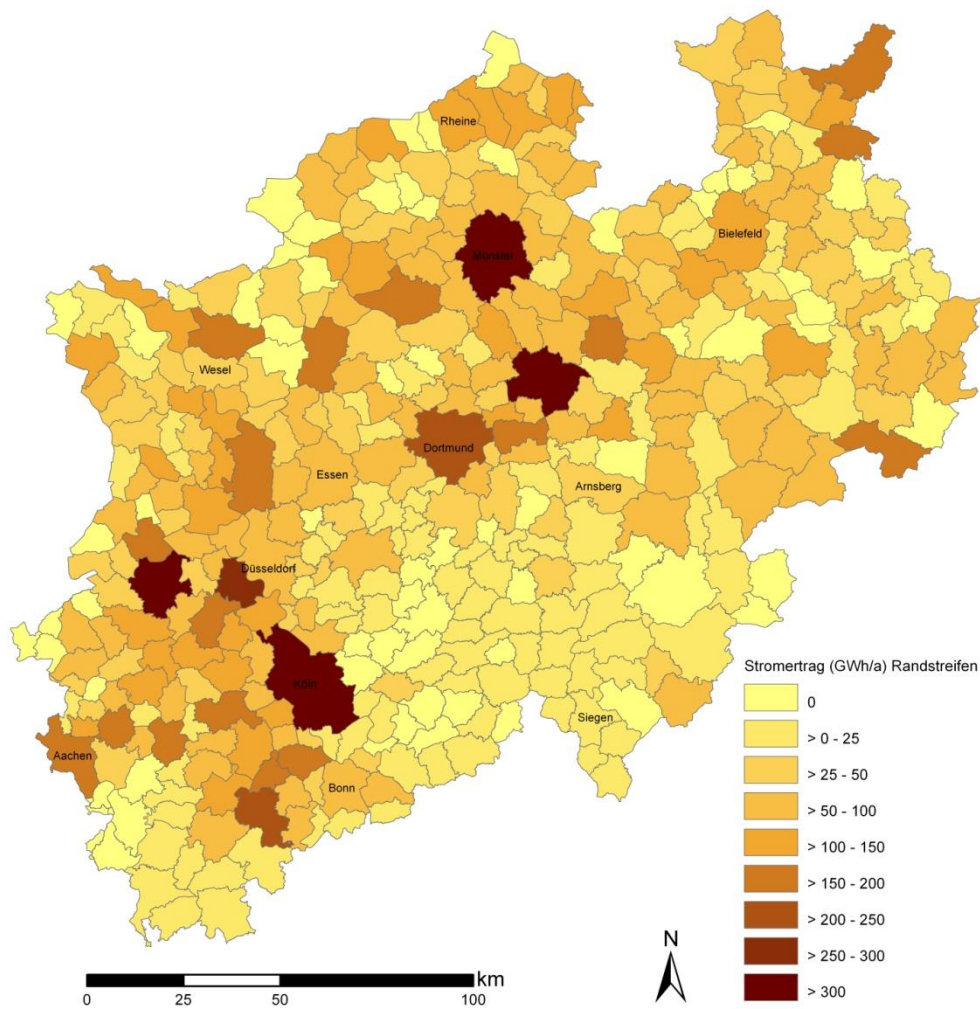 Rheine
Münster
Bielefeld
Wesel
Dortmund
Essen
Arnsberg
Düsseldorf
Köln
Siegen
Aachen
Bonn
Stromertrag (GWh/a) Randstreifen
0
> 0 - 25
> 25 - 50
> 50 - 100
> 100 - 150
> 150 - 200
> 200 - 250
> 250 - 300
> 300
N
km
0 25 50 100